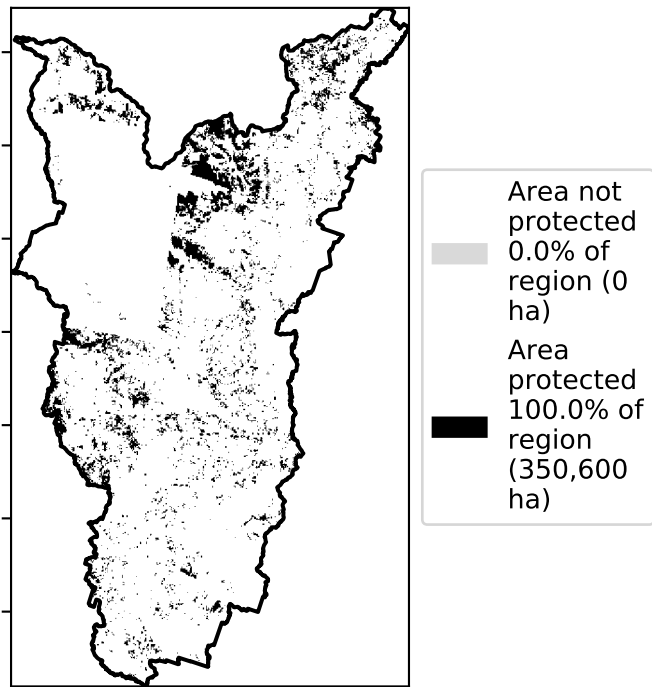 Area not
protected
0.0% of
region (0
ha)
Area
protected
100.0% of
region
(350,600
ha)